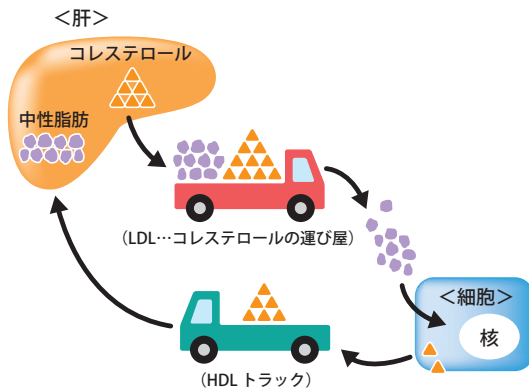 ＜肝＞
コレステロール
中性脂肪
（LDL…コレステロールの運び屋）
＜細胞＞
核
（HDL トラック）